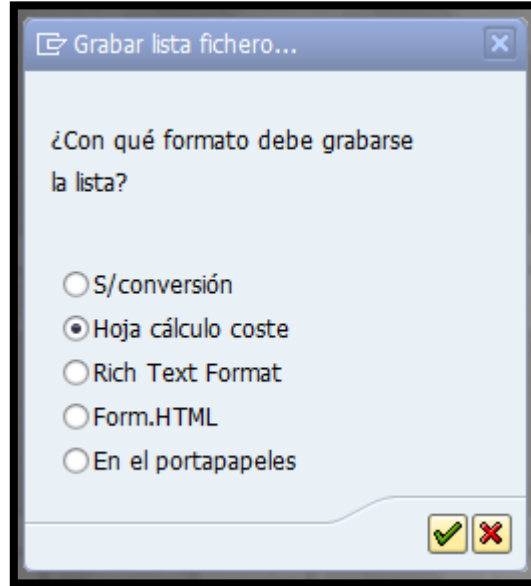 Grabar lista fichero...
¿Con qué formato debe grabarse
la lista?
S/conversión
Hoja cálculo coste
Rich Text Format
Form.HTML
En el portapapeles